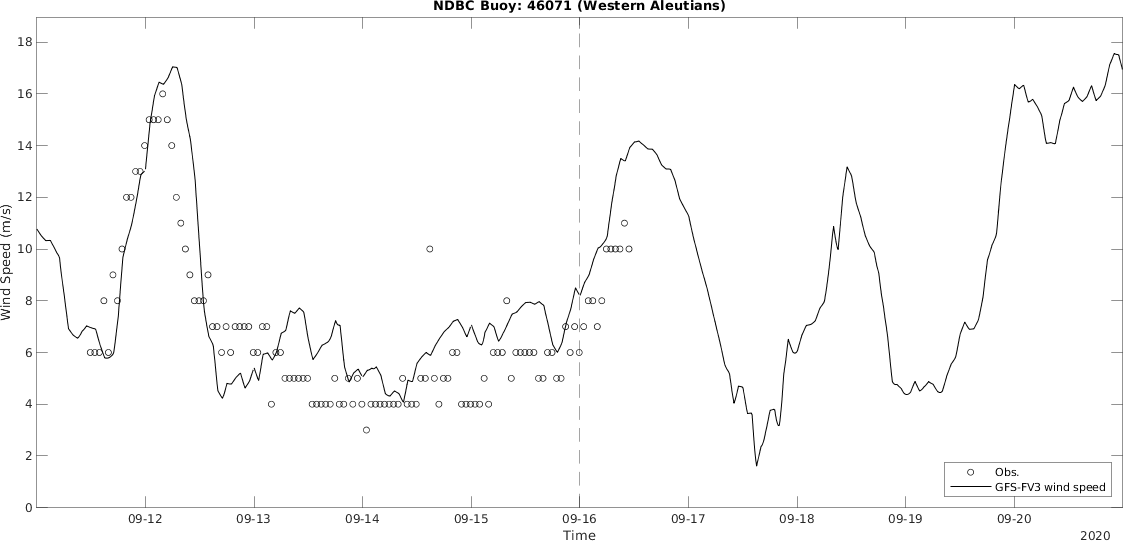 NDBC Buoy: 46071 (Western Aleutians)
Wind Speed (m/s)
18
16
14
12
10
8
6
4
2
0
Obs.
GFS-FV3 wind speed
09-12 09-13 09-14 09-15 09-16 09-17 09-18 09-19 09-20
Time
2020